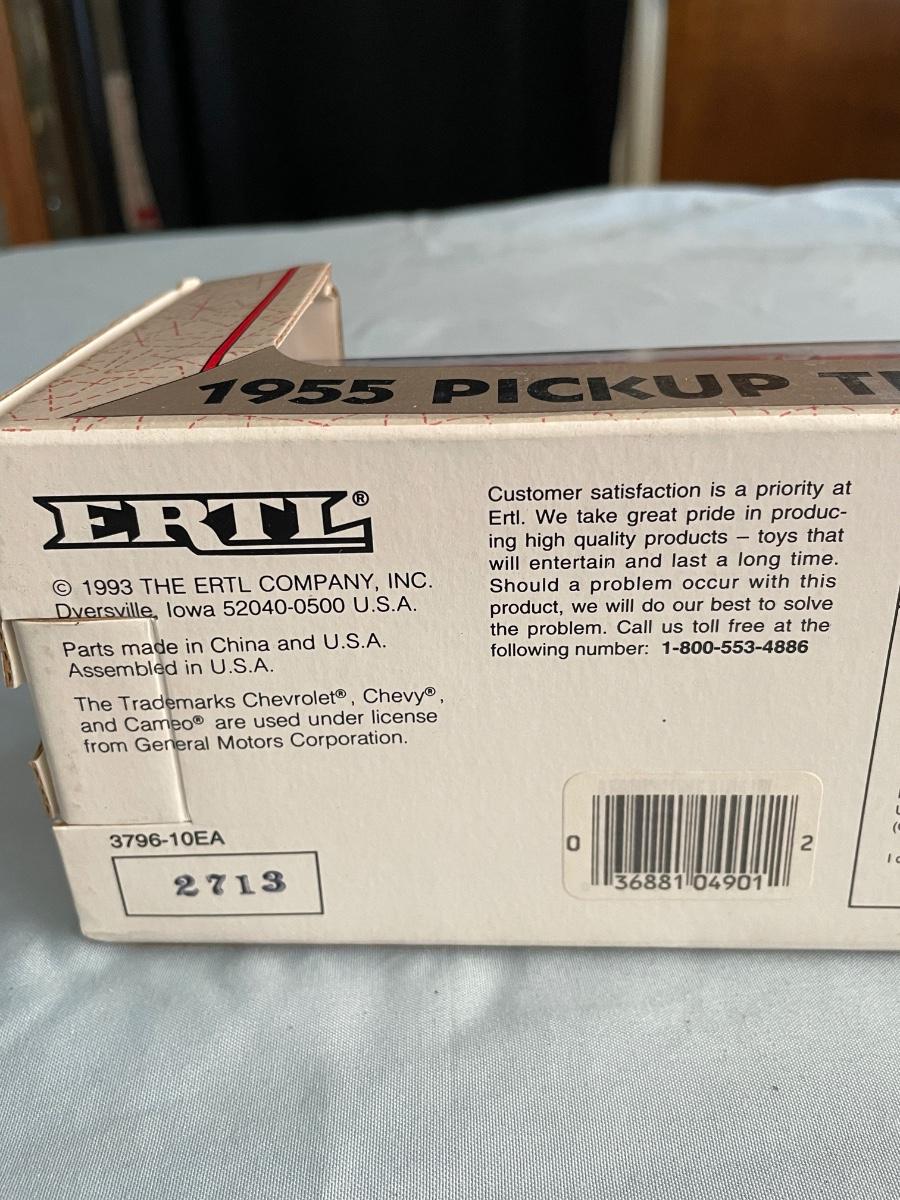 1955 PICKUP
ERTL®
© 1993 THE ERTL COMPANY, INC.
Dyersville, Iowa 52040-0500 U.S.A.
Parts made in China and U.S.A.
Assembled in U.S.A.
The Trademarks Chevrolet®, Chevy®,
and Cameo® are used under license
from General Motors Corporation.
3796-10EA
2713
Customer satisfaction is a priority at
Ertl. We take great pride in produc-
ing high quality products – toys that
will entertain and last a long time.
Should a problem occur with this
product, we will do our best to solve
the problem. Call us toll free at the
following number: 1-800-553-4886
0 36881 04901 2